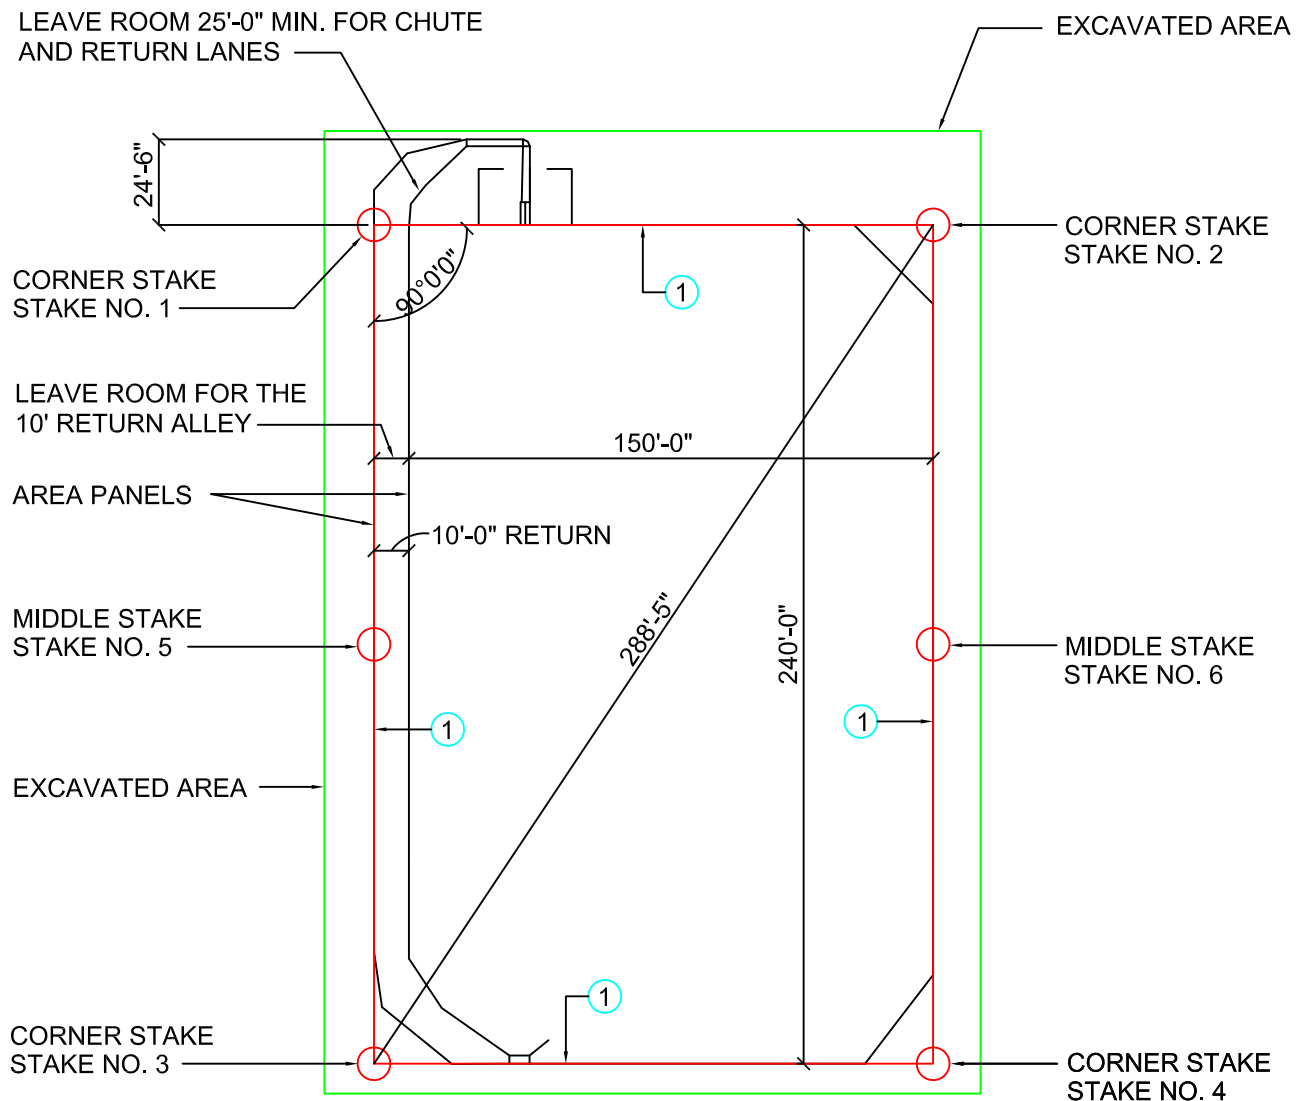 LEAVE ROOM 25'-0" MIN. FOR CHUTE
AND RETURN LANES
EXCAVATED AREA
24'-6"
CORNER STAKE
STAKE NO. 2
CORNER STAKE
STAKE NO. 1
90°0'0"
1
LEAVE ROOM FOR THE
10' RETURN ALLEY
150'-0"
AREA PANELS
10'-0" RETURN
MIDDLE STAKE
STAKE NO. 5
288'-5"
240'-0"
MIDDLE STAKE
STAKE NO. 6
1
1
EXCAVATED AREA
1
CORNER STAKE
STAKE NO. 3
CORNER STAKE
STAKE NO. 4